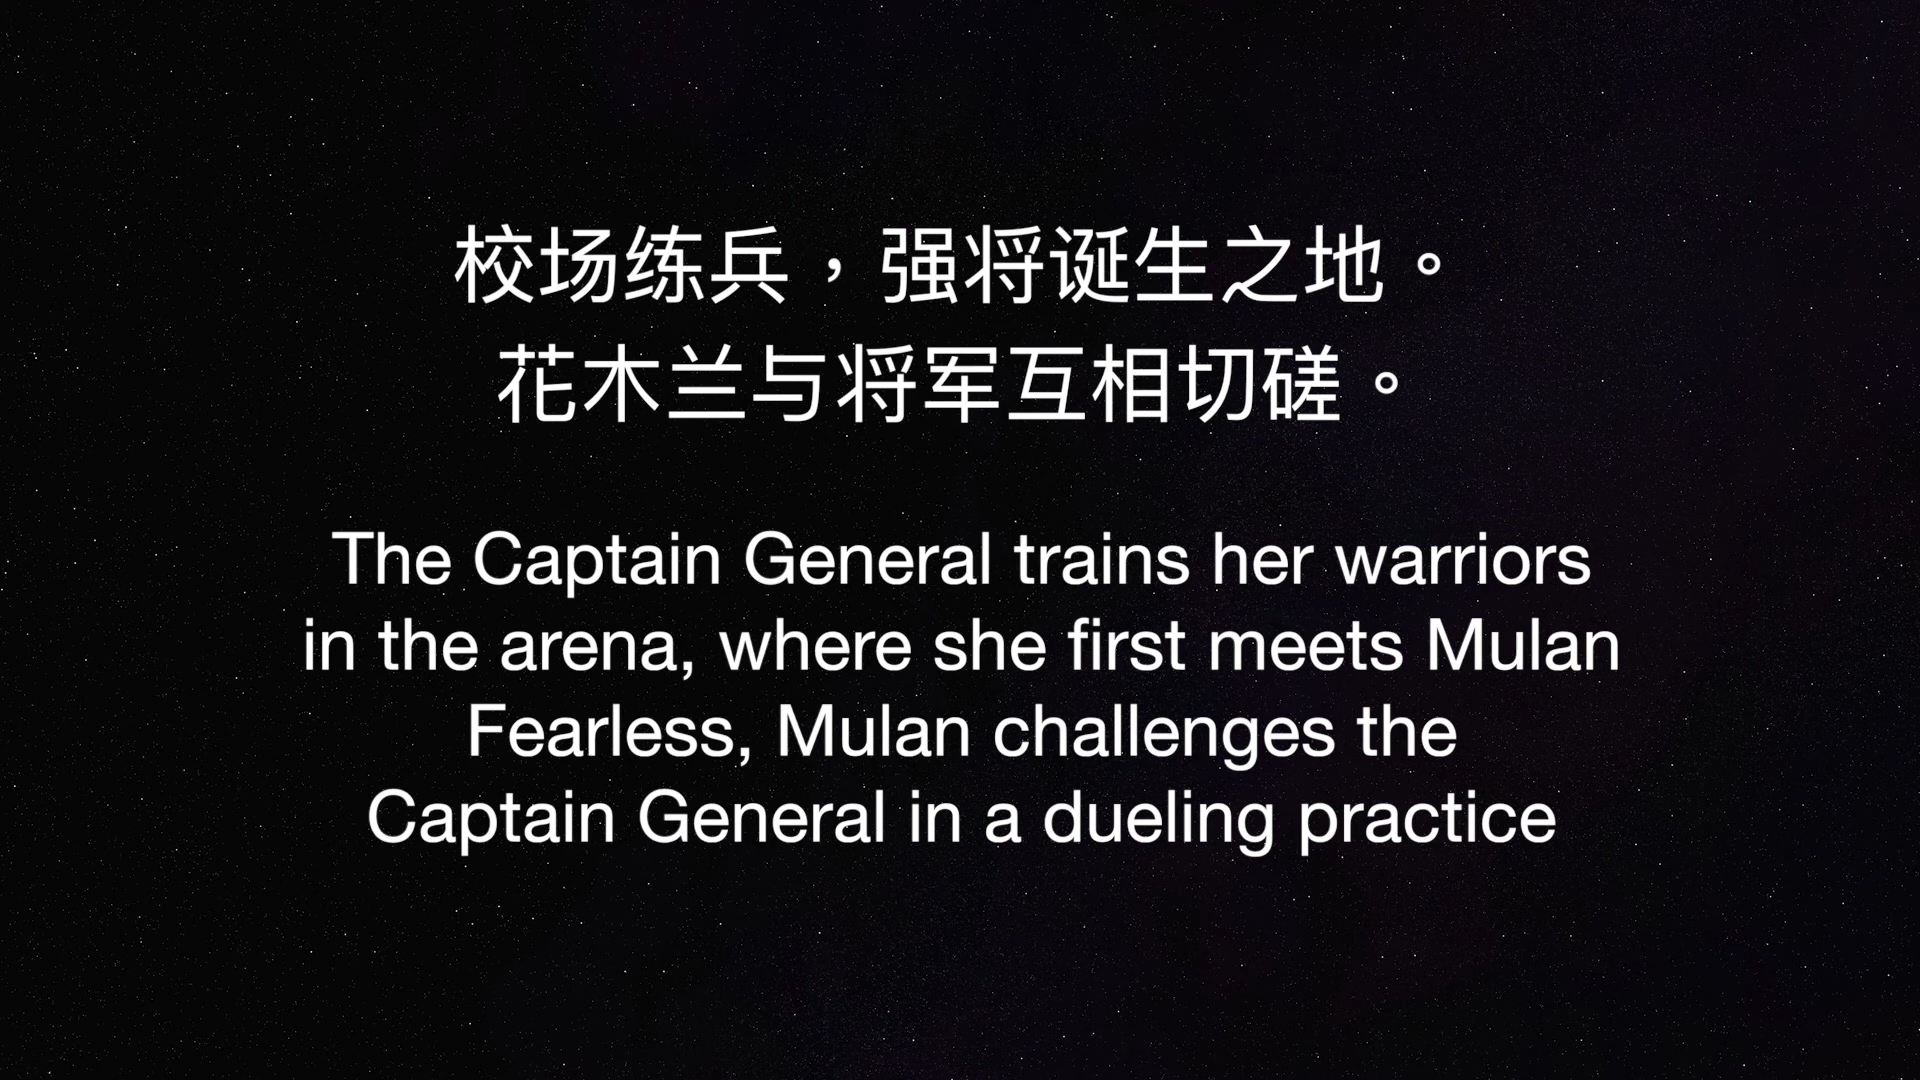 校场练兵，强将诞生之地。
花木兰与将军互相切磋。
The Captain General trains her warriors
in the arena, where she first meets Mulan
Fearless, Mulan challenges the
Captain General in a dueling practice